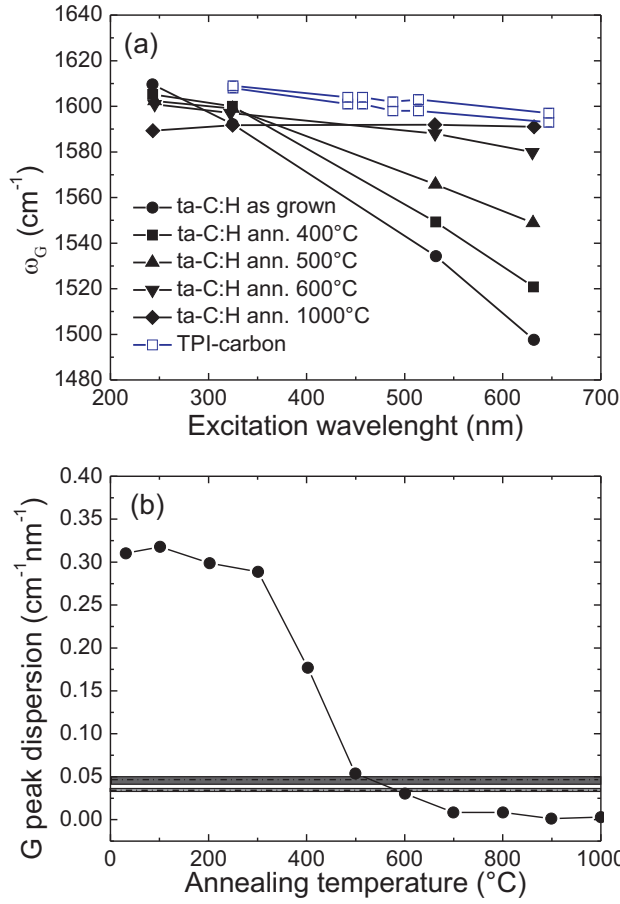 1640
(a)
1620
1600
1580
1560
1540
1520
1500
1480
ω_G (cm⁻¹)
ta-C:H as grown
ta-C:H ann. 400°C
ta-C:H ann. 500°C
ta-C:H ann. 600°C
ta-C:H ann. 1000°C
TPI-carbon
200 300 400 500 600 700
Excitation wavelenght (nm)
0.40
(b)
0.35
0.30
0.25
0.20
0.15
0.10
0.05
0.00
G peak dispersion (cm⁻¹nm⁻¹)
0 200 400 600 800 1000
Annealing temperature (°C)